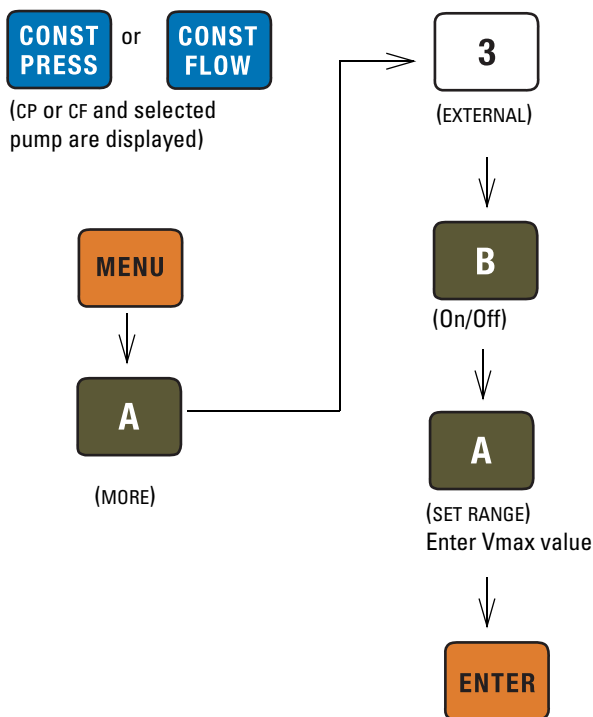 CONST
PRESS
or
CONST
FLOW
(CP or CF and selected
pump are displayed)
MENU
A
(MORE)
3
(EXTERNAL)
B
(On/Off)
A
(SET RANGE)
Enter Vmax value
ENTER